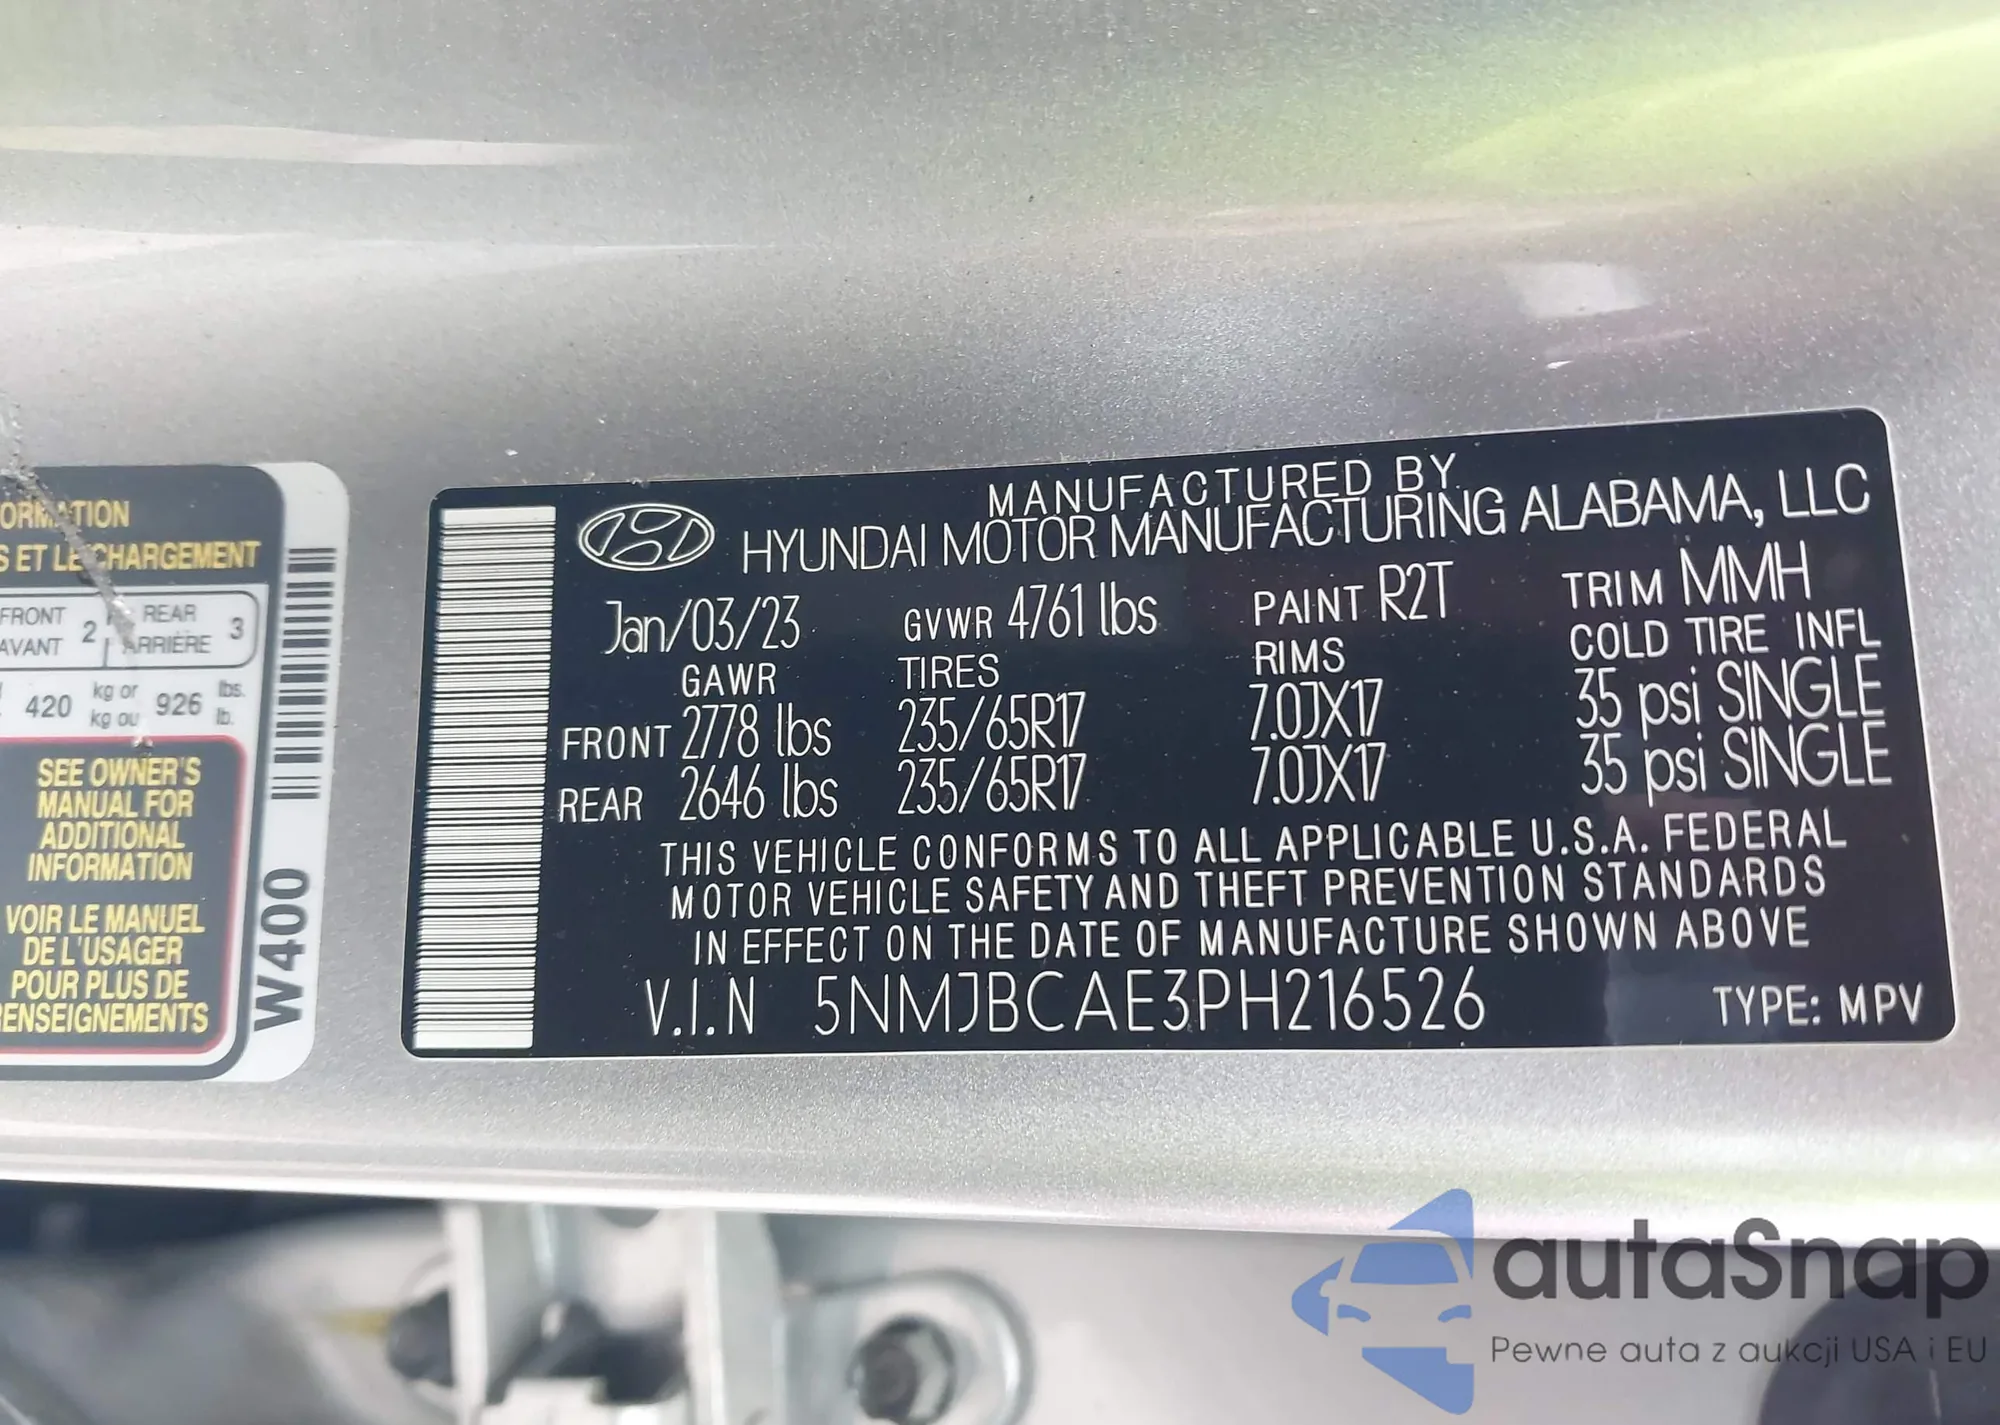 ORMATION
S ET LE CHARGEMENT
FRONT 2 REAR 3
AVANT ARRIÈRE
420 kg or 926 lbs.
kg ou lb.
SEE OWNER'S
MANUAL FOR
ADDITIONAL
INFORMATION
VOIR LE MANUEL
DE L'USAGER
POUR PLUS DE
RENSEIGNEMENTS
W400
MANUFACTURED BY
HYUNDAI MOTOR MANUFACTURING ALABAMA, LLC
Jan/03/23 GVWR 4761 lbs PAINT R2T TRIM MMH
GAWR TIRES RIMS COLD TIRE INFL
FRONT 2778 lbs 235/65R17 7.0JX17 35 psi SINGLE
REAR 2646 lbs 235/65R17 7.0JX17 35 psi SINGLE
THIS VEHICLE CONFORMS TO ALL APPLICABLE U.S.A. FEDERAL
MOTOR VEHICLE SAFETY AND THEFT PREVENTION STANDARDS
IN EFFECT ON THE DATE OF MANUFACTURE SHOWN ABOVE
V.I.N 5NMJBCAE3PH216526 TYPE: MPV
autaSnap
Pewne auta z aukcji USA i EU